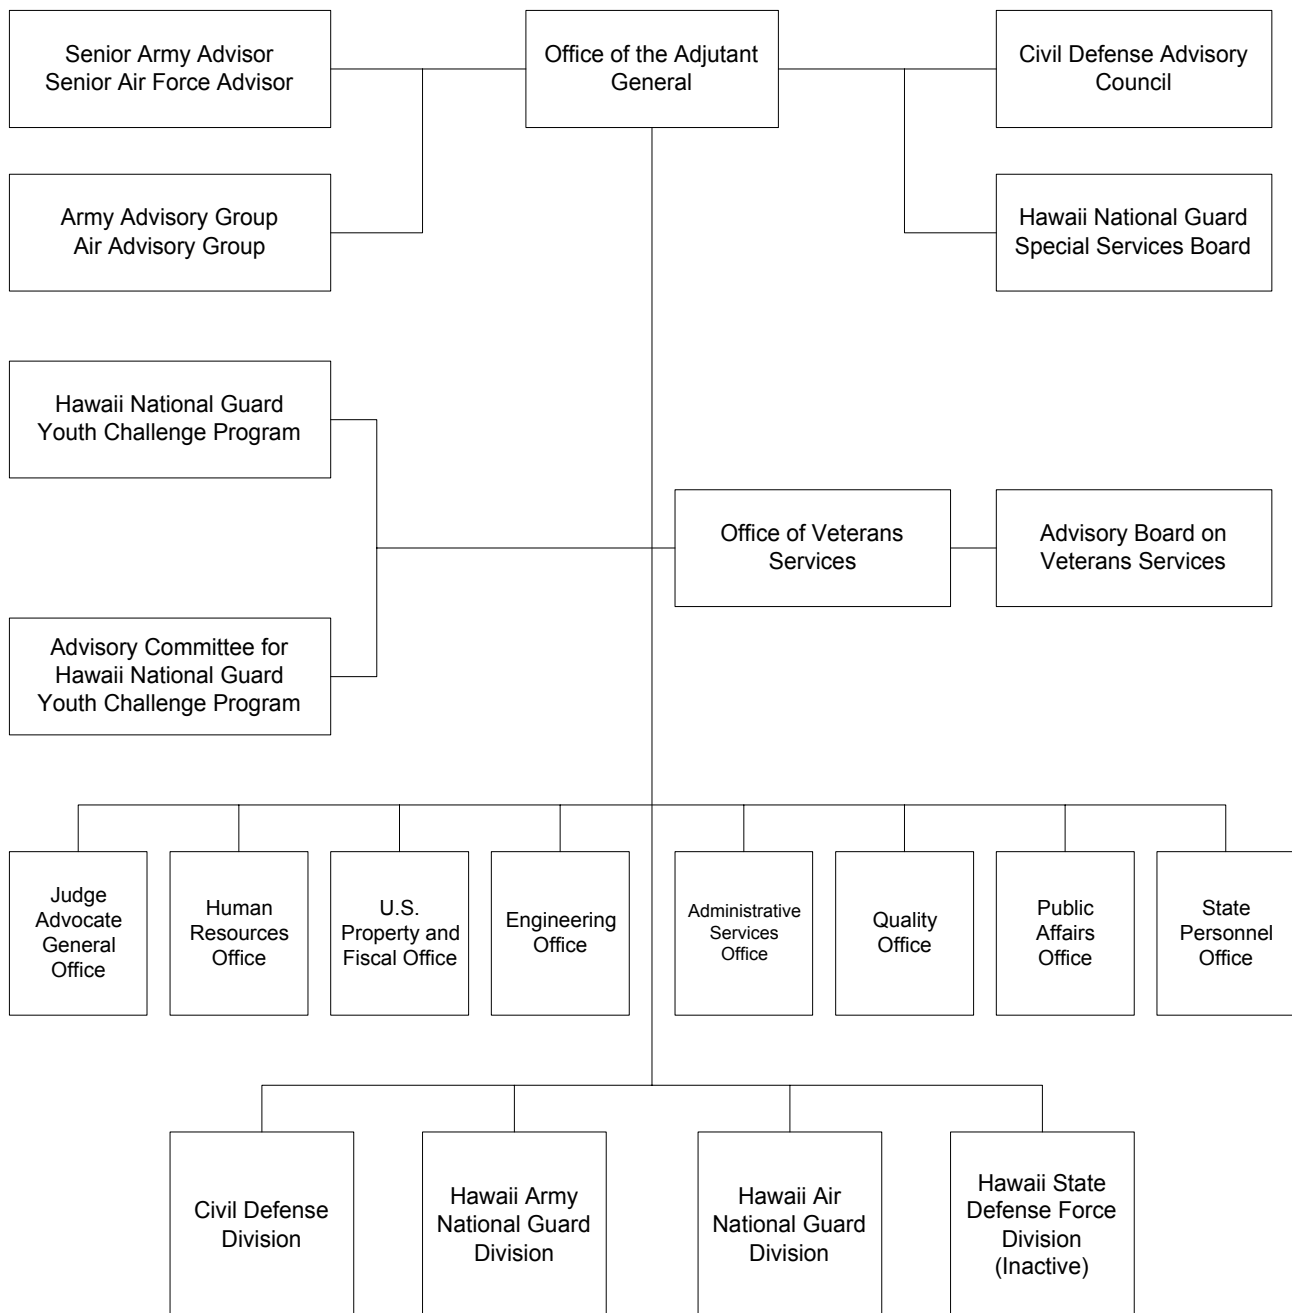 Senior Army Advisor
Senior Air Force Advisor
Office of the Adjutant
General
Civil Defense Advisory
Council
Army Advisory Group
Air Advisory Group
Hawaii National Guard
Special Services Board
Hawaii National Guard
Youth Challenge Program
Office of Veterans
Services
Advisory Board on
Veterans Services
Advisory Committee for
Hawaii National Guard
Youth Challenge Program
Judge
Advocate
General
Office
Human
Resources
Office
U.S.
Property and
Fiscal Office
Engineering
Office
Administrative
Services
Office
Quality
Office
Public
Affairs
Office
State
Personnel
Office
Civil Defense
Division
Hawaii Army
National Guard
Division
Hawaii Air
National Guard
Division
Hawaii State
Defense Force
Division
(Inactive)